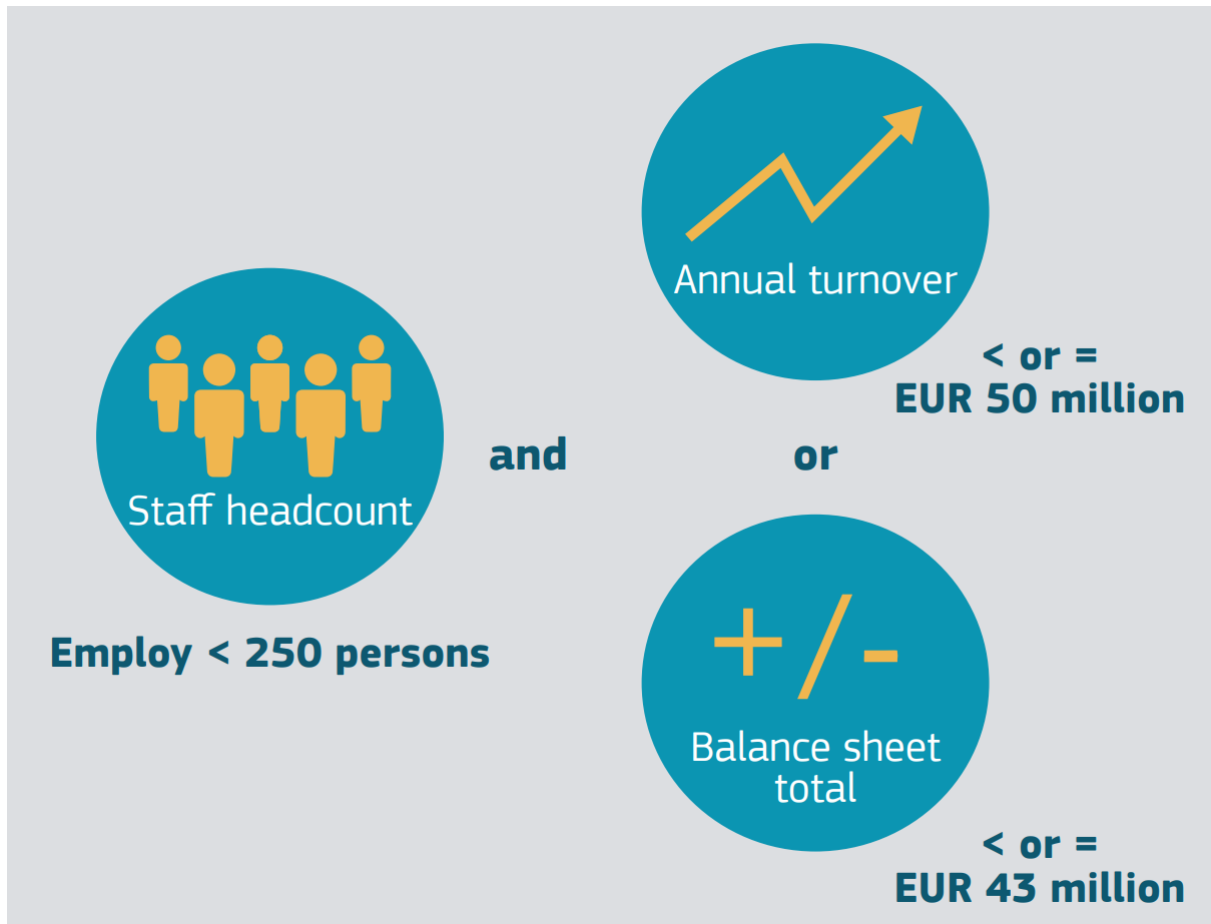 Staff headcount
Employ < 250 persons
and
Annual turnover
< or =
EUR 50 million
or
+/-
Balance sheet
total
< or =
EUR 43 million